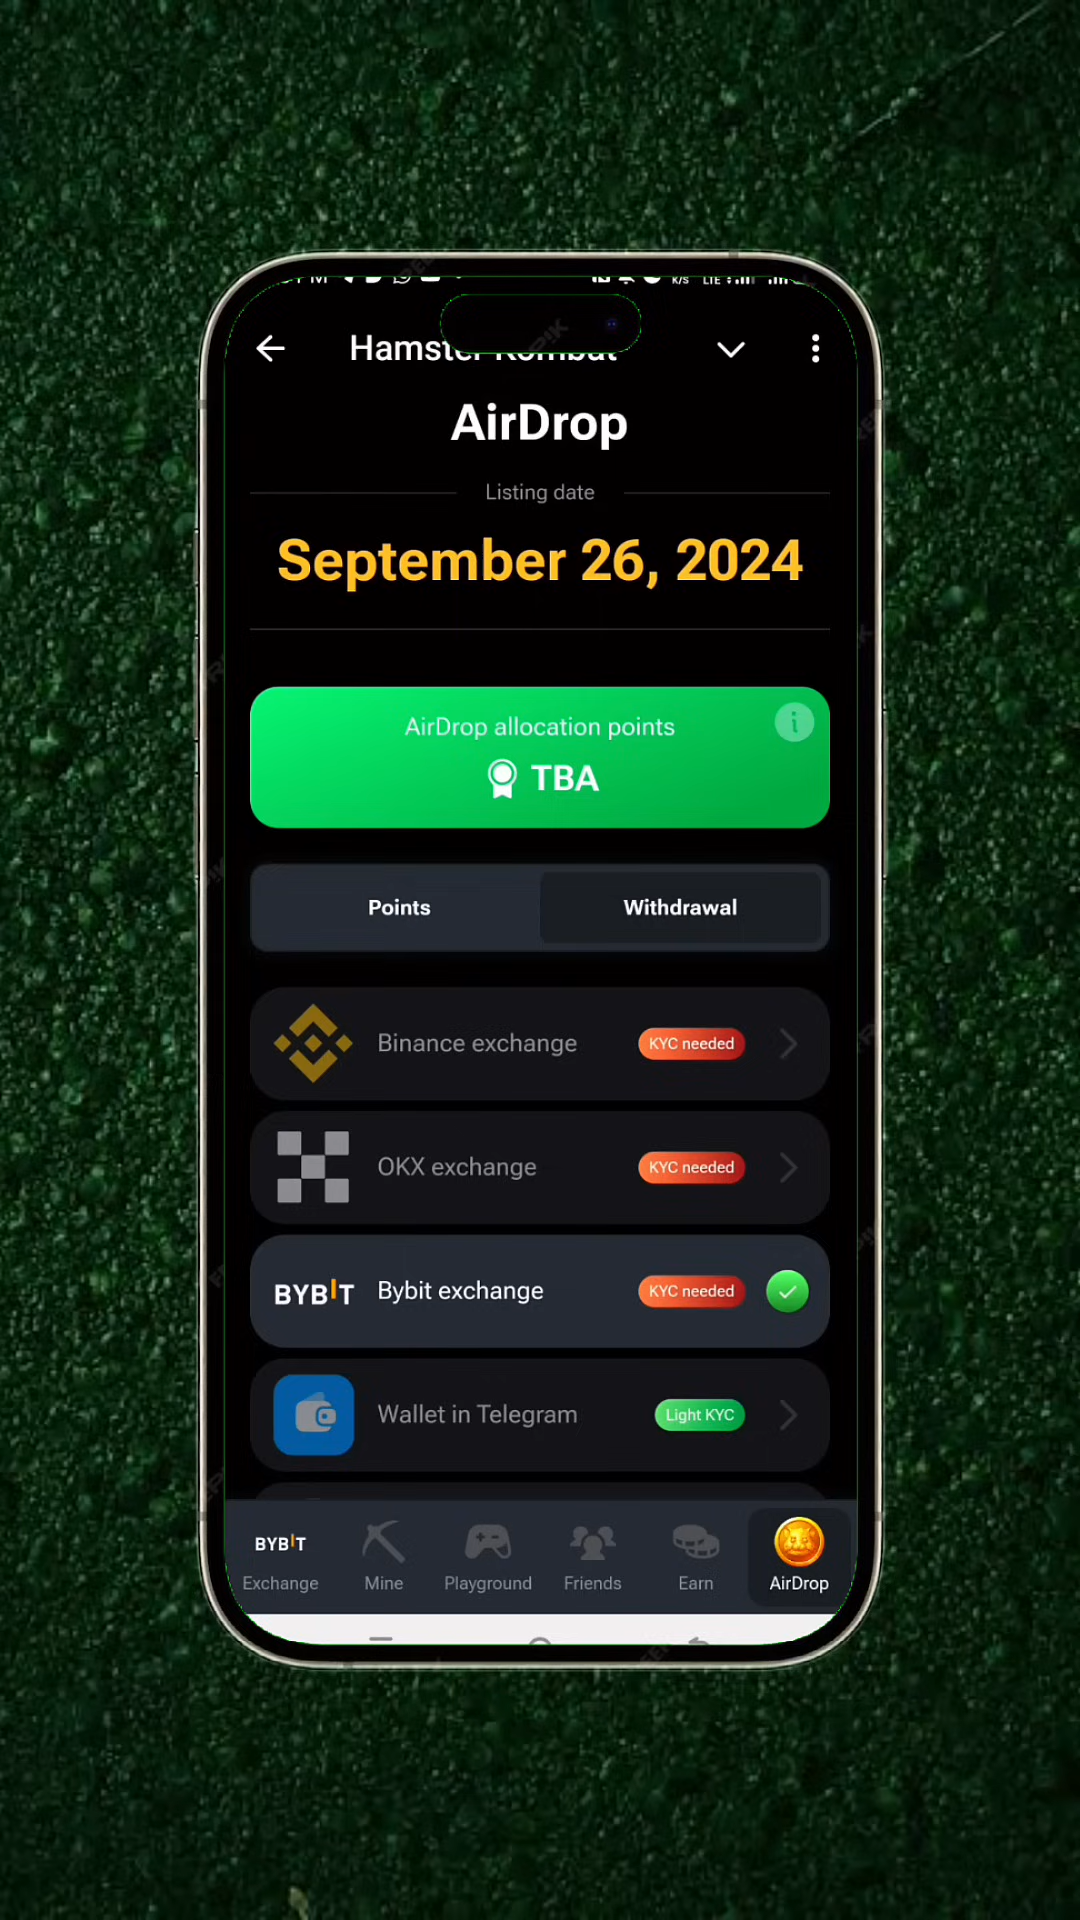 K/S LTE
Hamster Kombat
AirDrop
Listing date
September 26, 2024
AirDrop allocation points
TBA
Points Withdrawal
Binance exchange KYC needed
OKX exchange KYC needed
BYBIT Bybit exchange KYC needed
Wallet in Telegram Light KYC
BYBIT
Exchange Mine Playground Friends Earn AirDrop